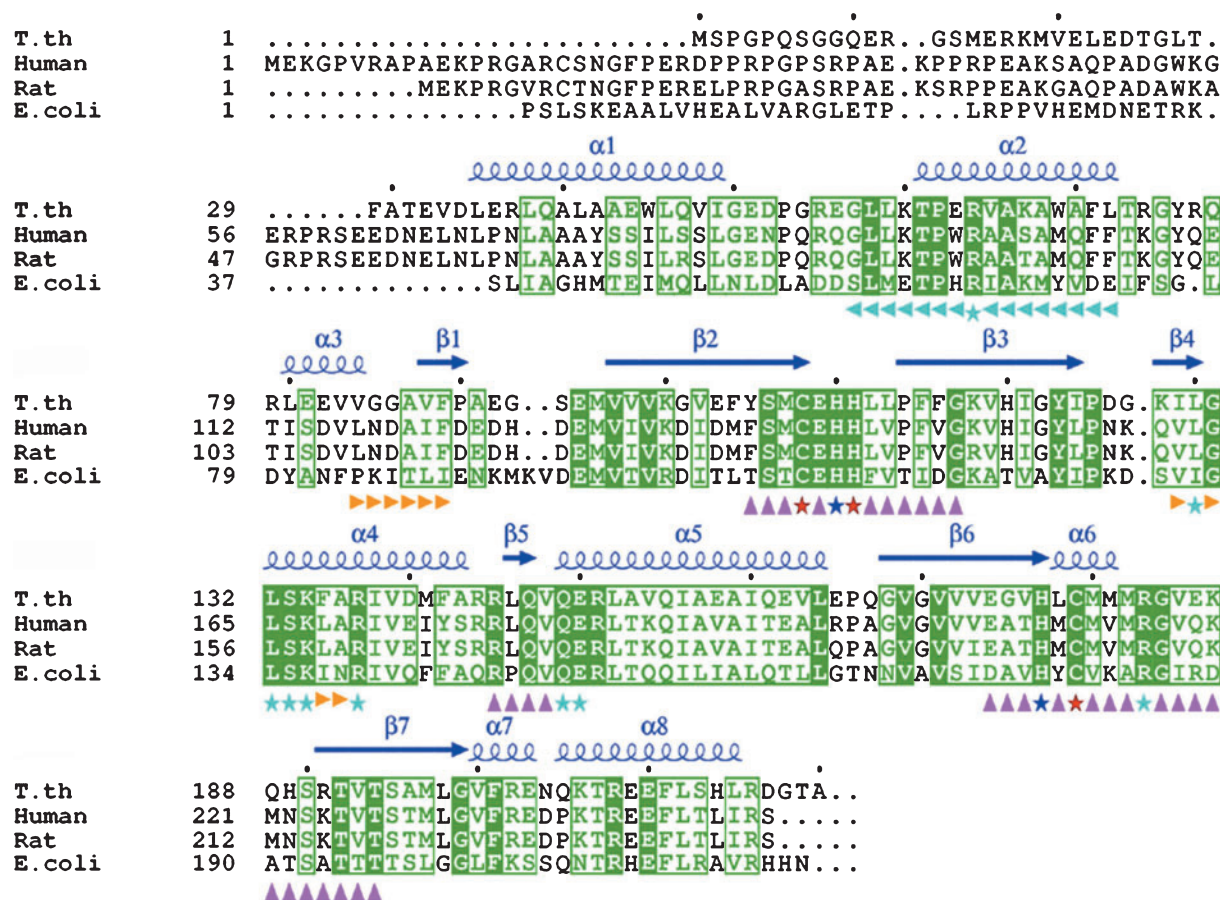 T.th 1 .........................MSPGPQSGGQER..GSMERKMVELEDTGLT.
Human 1 MEKGPVRAPAEKPRGARCSNGFPERDPPRPGPSRPAE.KPPRPEAKSAQPADGWKG
Rat 1 .........MEKPRGVRCTNGFPERELPRPGASRPAE.KSRPPEAKGAQPADAWKA
E.coli 1 ...............PSLSKEAALVHEALVARGLETP....LRPPVHEMDNETRK.
α1 α2
T.th 29 ......FATEVDLERLQALAAEWLQVIGEDPGREGLLKTPERVAKAWAFLTRGYRQ
Human 56 ERPRSEEDNELNLPNLAAAYSSILSSLGENPQRQGLLKTPWRAASAMQFFTKGYQE
Rat 47 GRPRSEEDNELNLPNLAAAYSSILRSLGEDPQRQGLLKTPWRAATAMQFFTKGYQE
E.coli 37 .............SLIAGHMTEIMQLLNLDLADDSLMETPHRIAKMYVDEIFSG.L
α3 β1 β2 β3 β4
T.th 79 RLEEVVGGAVFPAEG..SEMVVVKGVEFYSMCEHHLLPFFGKVHIGYIPDG.KILG
Human 112 TISDVLNDAIFDEDH..DEMVIVKDIDMFSMCEHHLVPFVGKVHIGYLPNK.QVLG
Rat 103 TISDVLNDAIFDEDH..DEMVIVKDIDMFSMCEHHLVPFVGRVHIGYLPNK.QVLG
E.coli 79 DYANFPKITLIENKMKVDEMVTVRDITLTSTCEHHFVTIDGKATVAYIPKD.SVIG
α4 β5 α5 β6 α6
T.th 132 LSKFARIVDMFARRLQVQERLAVQIAEAIQEVLEPQGVGVVVEGVHLCMMMRGVEK
Human 165 LSKLARIVEIYSRRLQVQERLTKQIAVAITEALRPAGVGVVVEATHMCMVMRGVQK
Rat 156 LSKLARIVEIYSRRLQVQERLTKQIAVAITEALQPAGVGVVIEATHMCMVMRGVQK
E.coli 134 LSKINRIVQFFAQRPQVQERLTQQILIALQTLLGTNNVAVSIDAVHYCVKARGIRD
β7 α7 α8
T.th 188 QHSRTVTSAMLGVFRENQKTREEFLSHLRDGTA..
Human 221 MNSKTVTSTMLGVFREDPKTREEFLTLIRS.....
Rat 212 MNSKTVTSTMLGVFREDPKTREEFLTLIRS.....
E.coli 190 ATSATTTTSLGGLFKSSQNTRHEFLRAVRHHN...